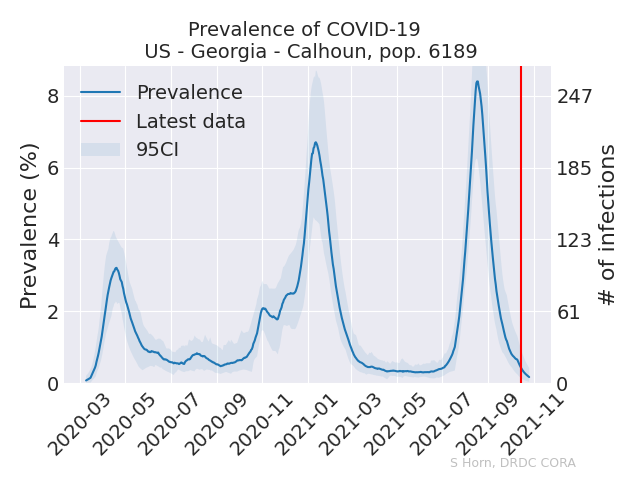 Prevalence of COVID-19
US - Georgia - Calhoun, pop. 6189
Prevalence (%)
8
6
4
2
0
Prevalence
Latest data
95CI
247
185
123
61
0
# of infections
2020-03
2020-05
2020-07
2020-09
2020-11
2021-01
2021-03
2021-05
2021-07
2021-09
2021-11
S Horn, DRDC CORA